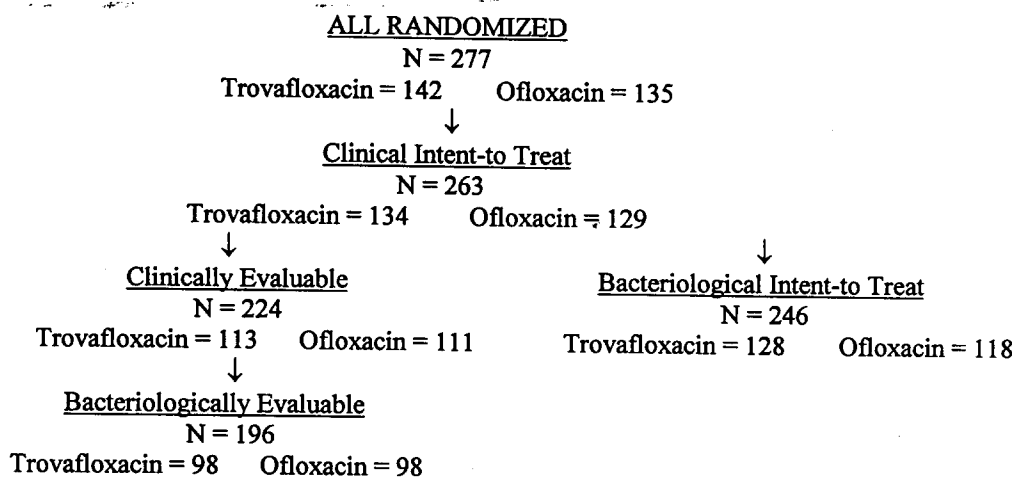 ALL RANDOMIZED
N = 277
Trovafloxacin = 142 Ofloxacin = 135
↓
Clinical Intent-to Treat
N = 263
Trovafloxacin = 134 Ofloxacin = 129
↓ ↓
Clinically Evaluable
N = 224
Trovafloxacin = 113 Ofloxacin = 111
↓
Bacteriologically Evaluable
N = 196
Trovafloxacin = 98 Ofloxacin = 98
Bacteriological Intent-to Treat
N = 246
Trovafloxacin = 128 Ofloxacin = 118